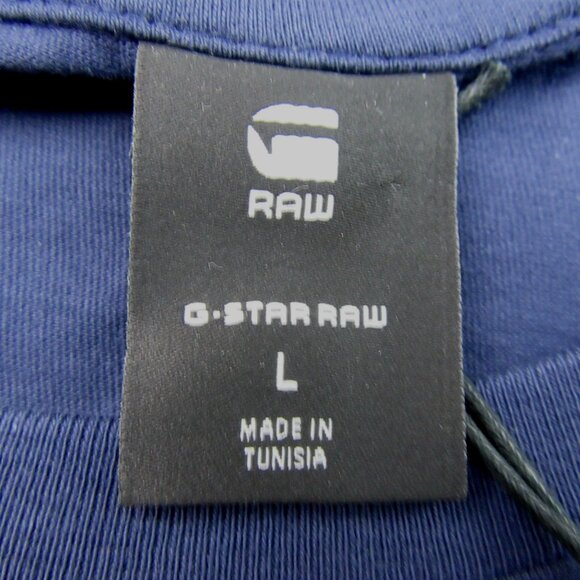 RAW
G·STAR RAW
L
MADE IN
TUNISIA